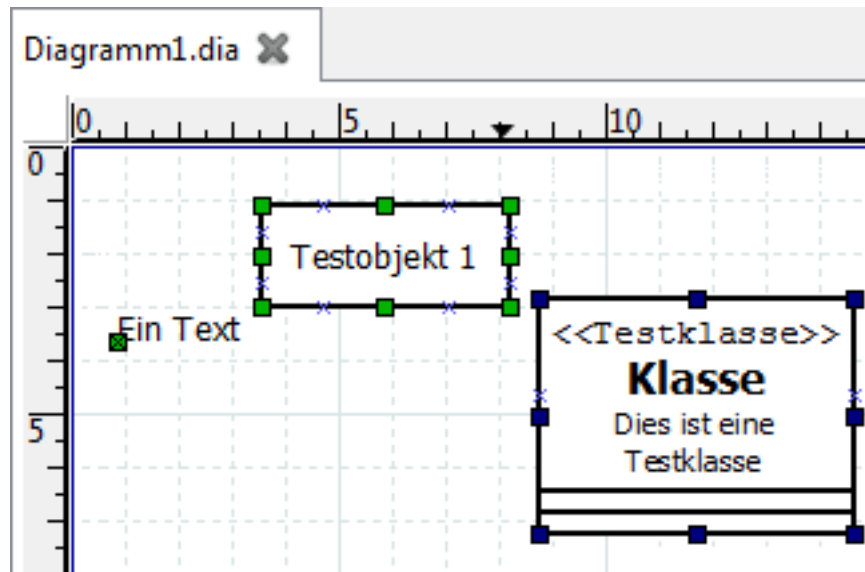 Diagramm1.dia
0 5 10
0
Testobjekt 1
Ein Text
<<Testklasse>>
Klasse
5
Dies ist eine
Testklasse